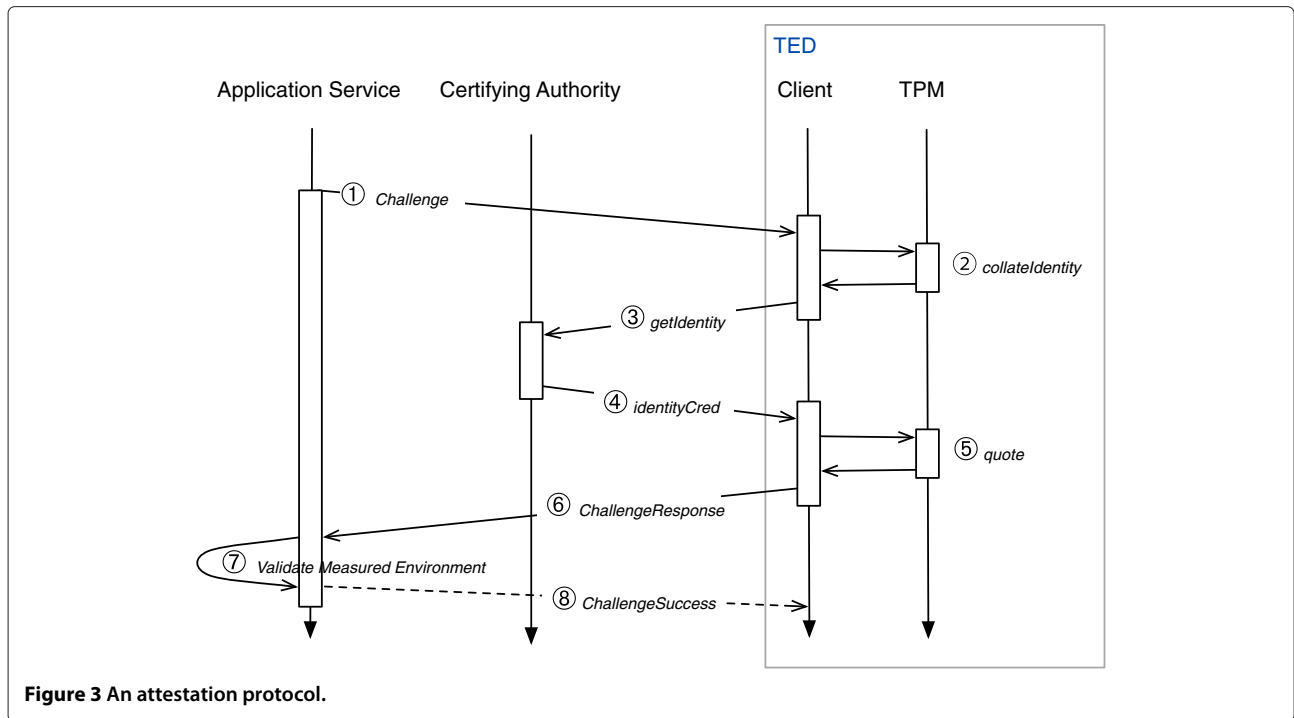 TED
Application Service Certifying Authority Client TPM
① Challenge
② collateIdentity
③ getIdentity
④ identityCred
⑤ quote
⑥ ChallengeResponse
⑦ Validate Measured Environment
⑧ ChallengeSuccess
Figure 3 An attestation protocol.